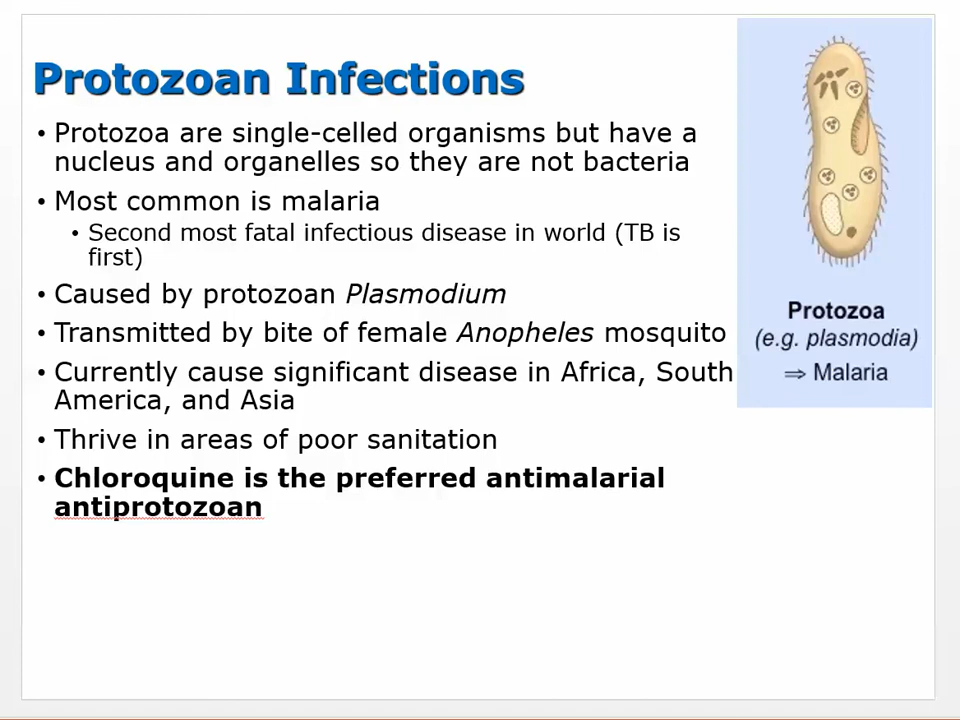 Protozoan Infections
• Protozoa are single-celled organisms but have a
nucleus and organelles so they are not bacteria
• Most common is malaria
• Second most fatal infectious disease in world (TB is
first)
• Caused by protozoan Plasmodium
• Transmitted by bite of female Anopheles mosquito
• Currently cause significant disease in Africa, South
America, and Asia
• Thrive in areas of poor sanitation
• Chloroquine is the preferred antimalarial
antiprotozoan
Protozoa
(e.g. plasmodia)
⇒ Malaria